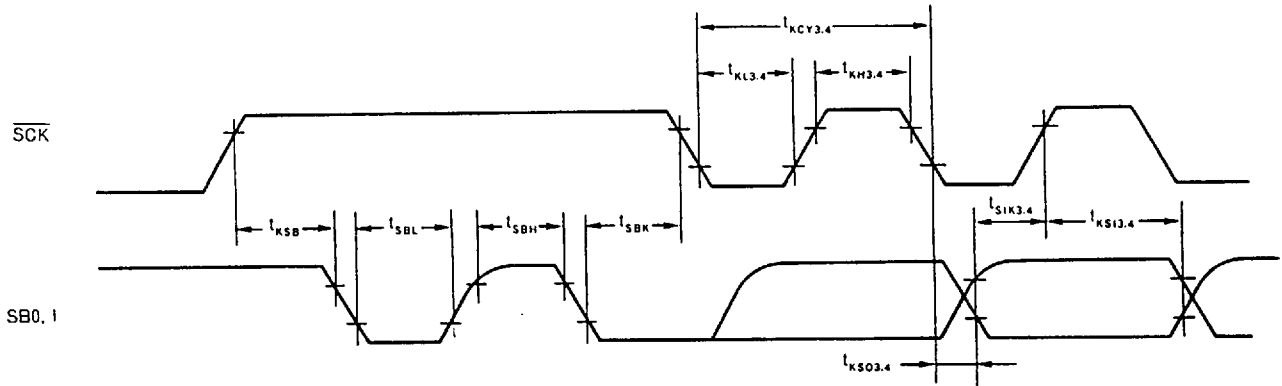 tKCY3.4
tKL3.4 tKH3.4
SCK
tSIK3.4 tKSI3.4
tKSB tSBL tSBH tSBK
SB0, 1
tKSO3.4